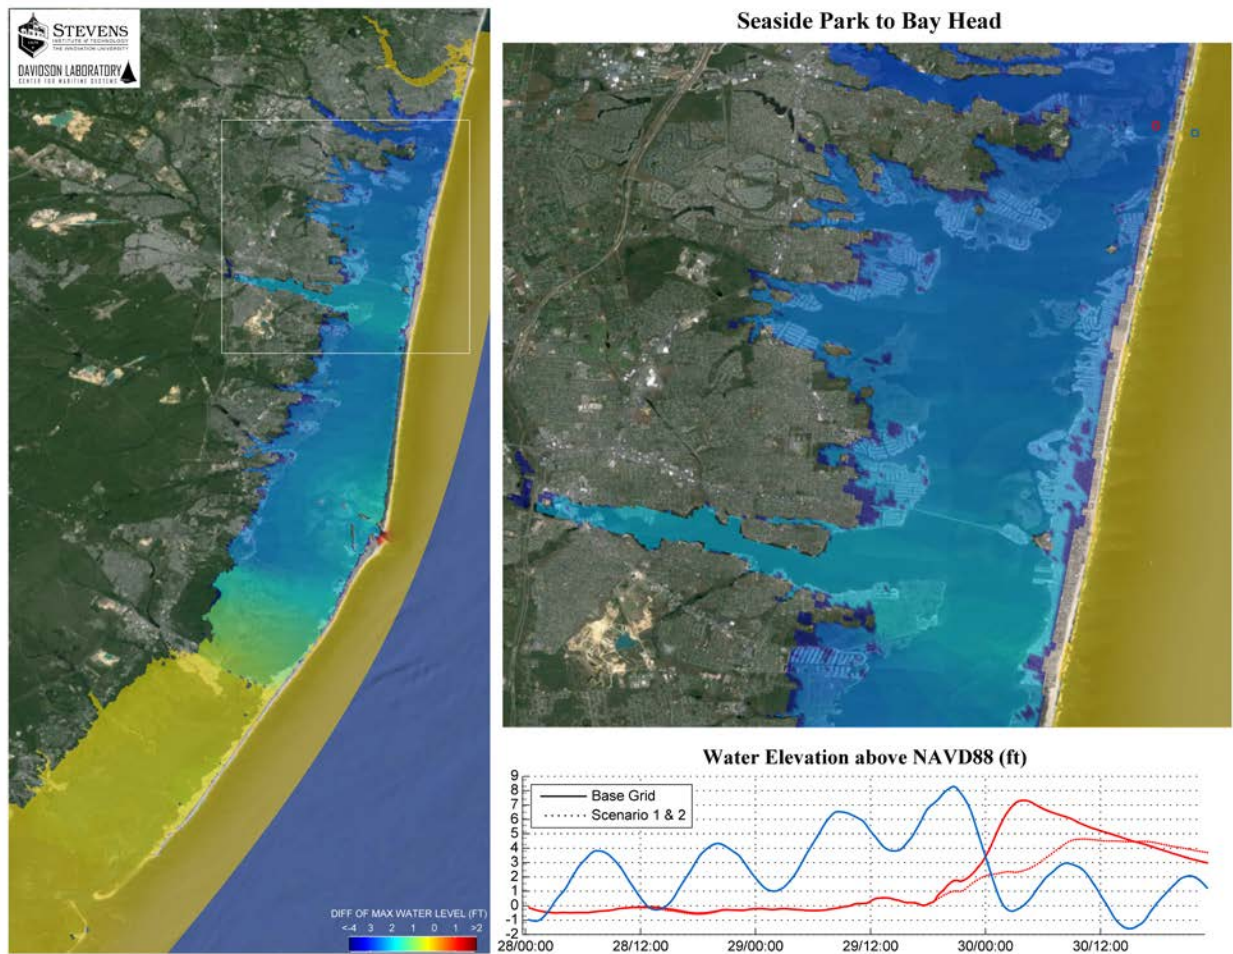 STEVENS
INSTITUTE of TECHNOLOGY
THE INNOVATION UNIVERSITY
DAVIDSON LABORATORY
CENTER FOR MARITIME SYSTEMS
Seaside Park to Bay Head
DIFF OF MAX WATER LEVEL (FT)
<-4 3 2 1 0 1 >2
Water Elevation above NAVD88 (ft)
9
8
7
6
5
4
3
2
1
0
-1
-2
Base Grid
Scenario 1 & 2
28/00:00 28/12:00 29/00:00 29/12:00 30/00:00 30/12:00